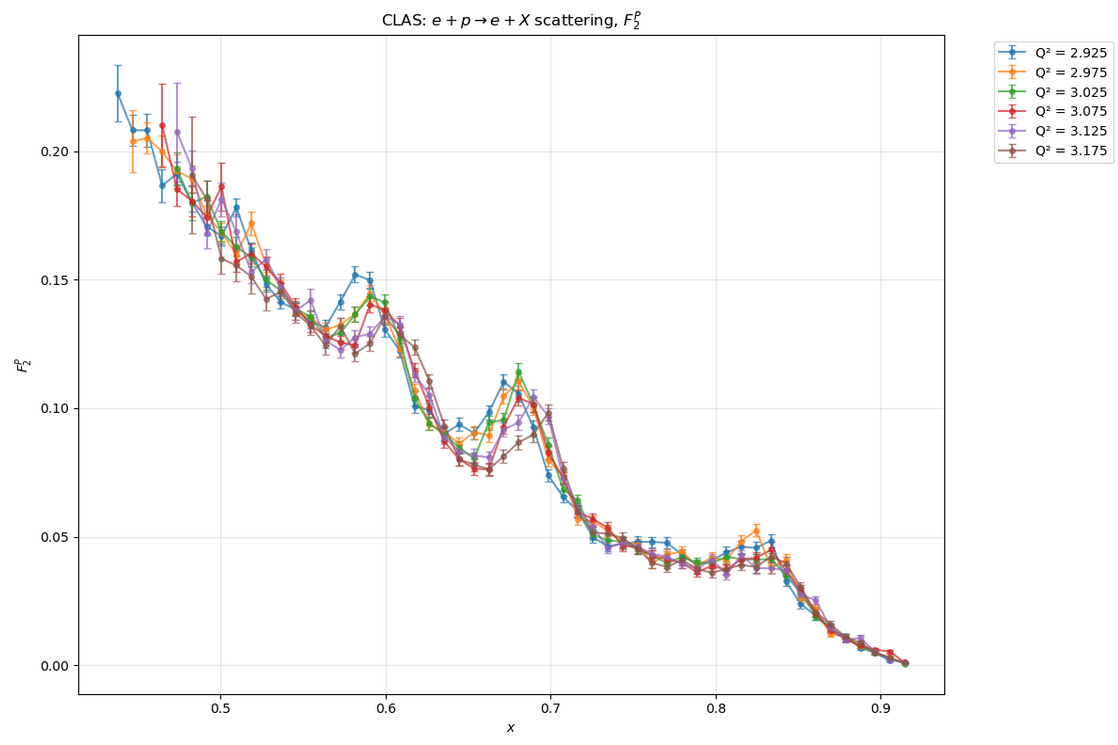 CLAS: e + p → e + X scattering, F₂ᴾ
Q² = 2.925
Q² = 2.975
Q² = 3.025
Q² = 3.075
Q² = 3.125
Q² = 3.175
F₂ᴾ
0.20
0.15
0.10
0.05
0.00
0.5
0.6
0.7
0.8
0.9
x